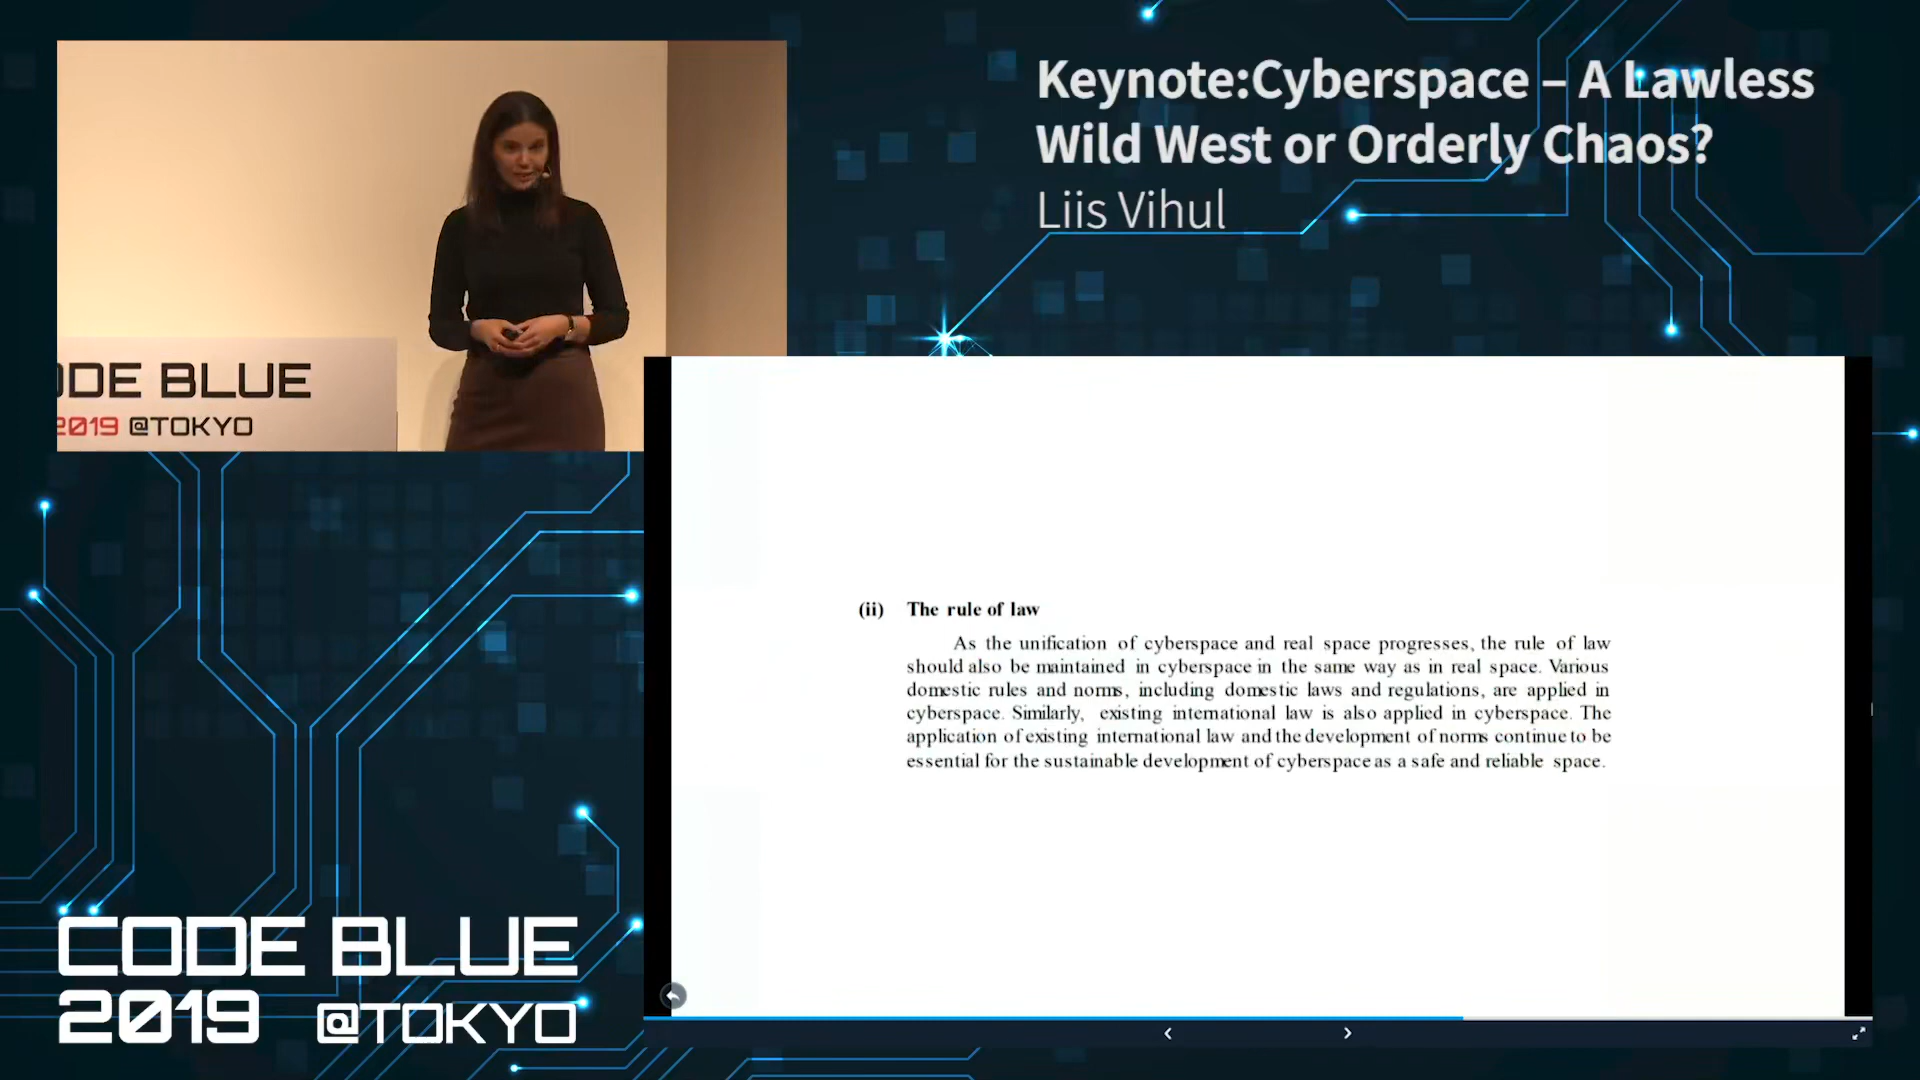 Keynote:Cyberspace – A Lawless
Wild West or Orderly Chaos?
Liis Vihul
ODE BLUE
2019 @TOKYO
(ii) The rule of law
As the unification of cyberspace and real space progresses, the rule of law
should also be maintained in cyberspace in the same way as in real space. Various
domestic rules and norms, including domestic laws and regulations, are applied in
cyberspace. Similarly, existing international law is also applied in cyberspace. The
application of existing international law and the development of norms continue to be
essential for the sustainable development of cyberspace as a safe and reliable space.
CODE BLUE
2019 @TOKYO